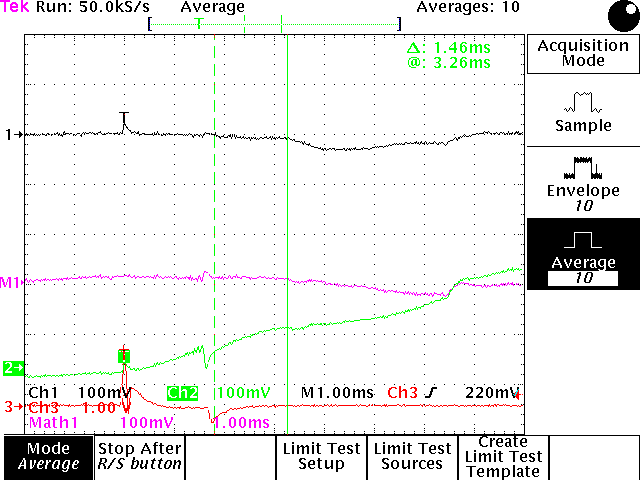 Tek Run: 50.0kS/s Average Averages: 10
T
Δ: 1.46ms
@: 3.26ms
Acquisition
Mode
Sample
Envelope
10
Average
10
T
1
M1
T
2
Ch1 100mV Ch2 100mV M 1.00ms Ch3 220mV
3 Ch3 1.00
Math1 100mV 1.00ms
Mode
Average
Stop After
R/S button
Limit Test
Setup
Limit Test
Sources
Create
Limit Test
Template